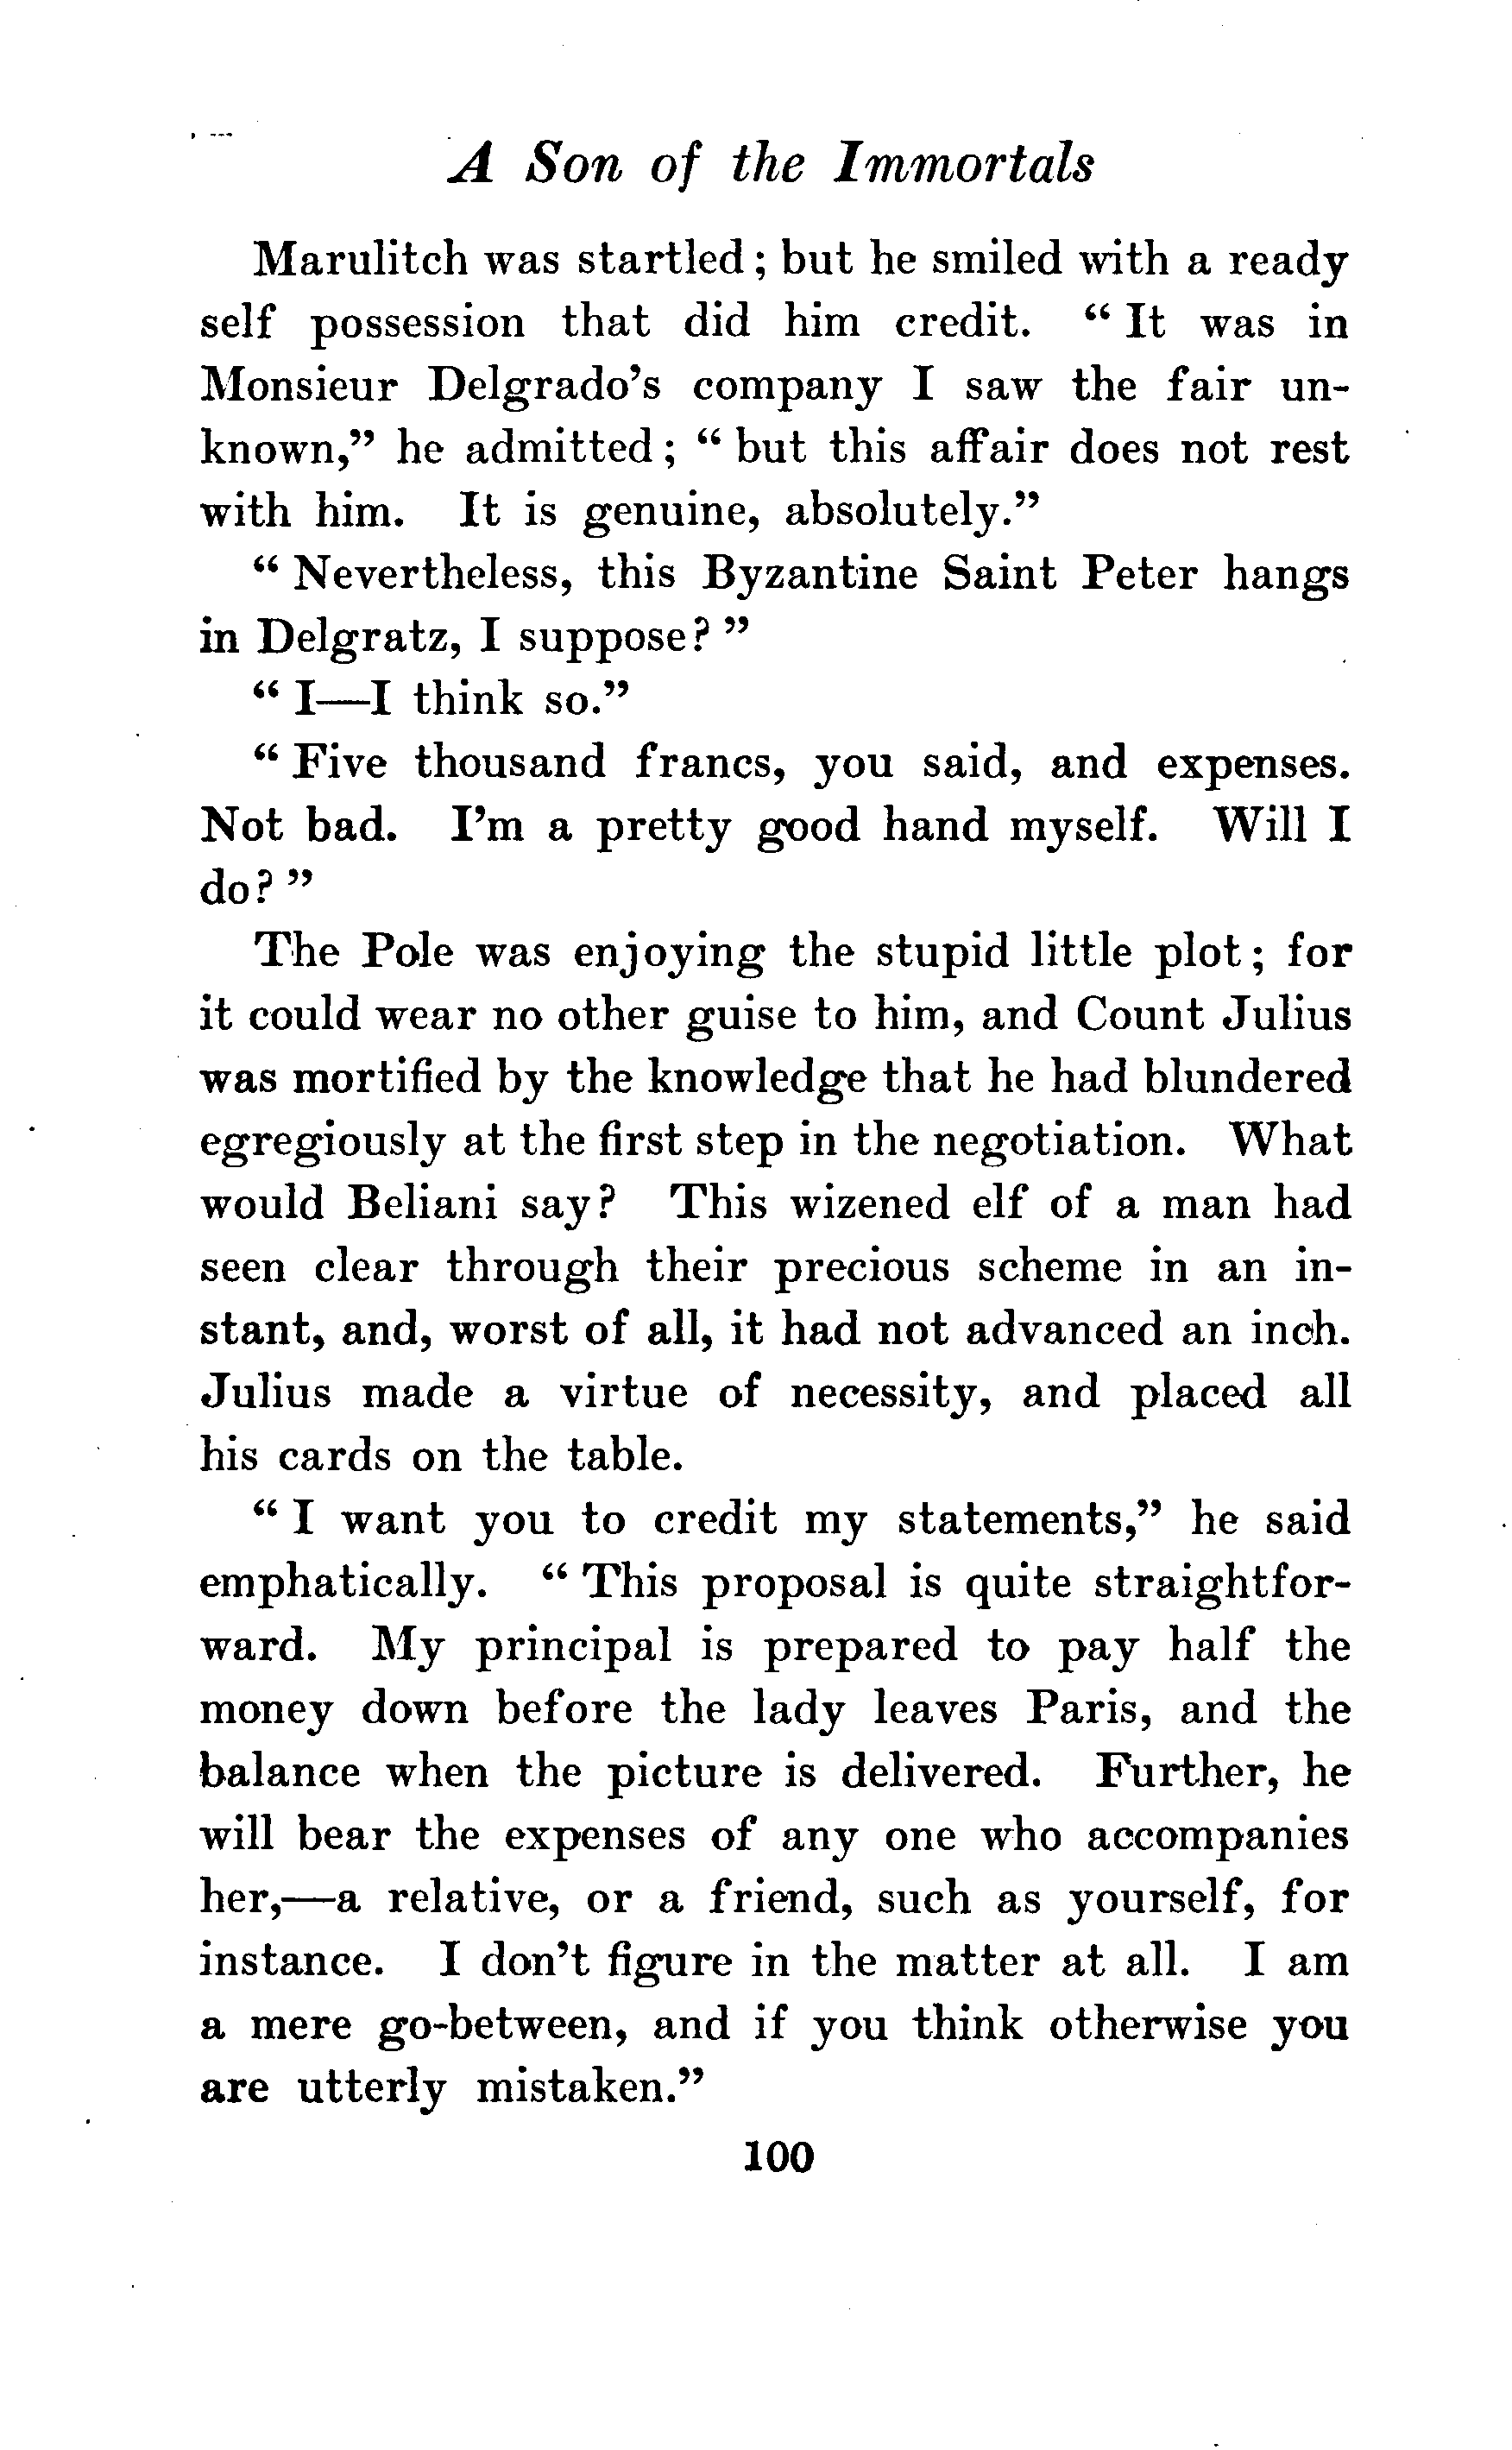 A Son of the Immortals
Marulitch was startled; but he smiled with a ready
self possession that did him credit. “It was in
Monsieur Delgrado’s company I saw the fair un-
known,” he admitted; “but this affair does not rest
with him. It is genuine, absolutely.”
“Nevertheless, this Byzantine Saint Peter hangs
in Delgratz, I suppose?”
“I—I think so.”
“Five thousand francs, you said, and expenses.
Not bad. I’m a pretty good hand myself. Will I
do?”
The Pole was enjoying the stupid little plot; for
it could wear no other guise to him, and Count Julius
was mortified by the knowledge that he had blundered
egregiously at the first step in the negotiation. What
would Beliani say? This wizened elf of a man had
seen clear through their precious scheme in an in-
stant, and, worst of all, it had not advanced an inch.
Julius made a virtue of necessity, and placed all
his cards on the table.
“I want you to credit my statements,” he said
emphatically. “This proposal is quite straightfor-
ward. My principal is prepared to pay half the
money down before the lady leaves Paris, and the
balance when the picture is delivered. Further, he
will bear the expenses of any one who accompanies
her,—a relative, or a friend, such as yourself, for
instance. I don’t figure in the matter at all. I am
a mere go-between, and if you think otherwise you
are utterly mistaken.”
100